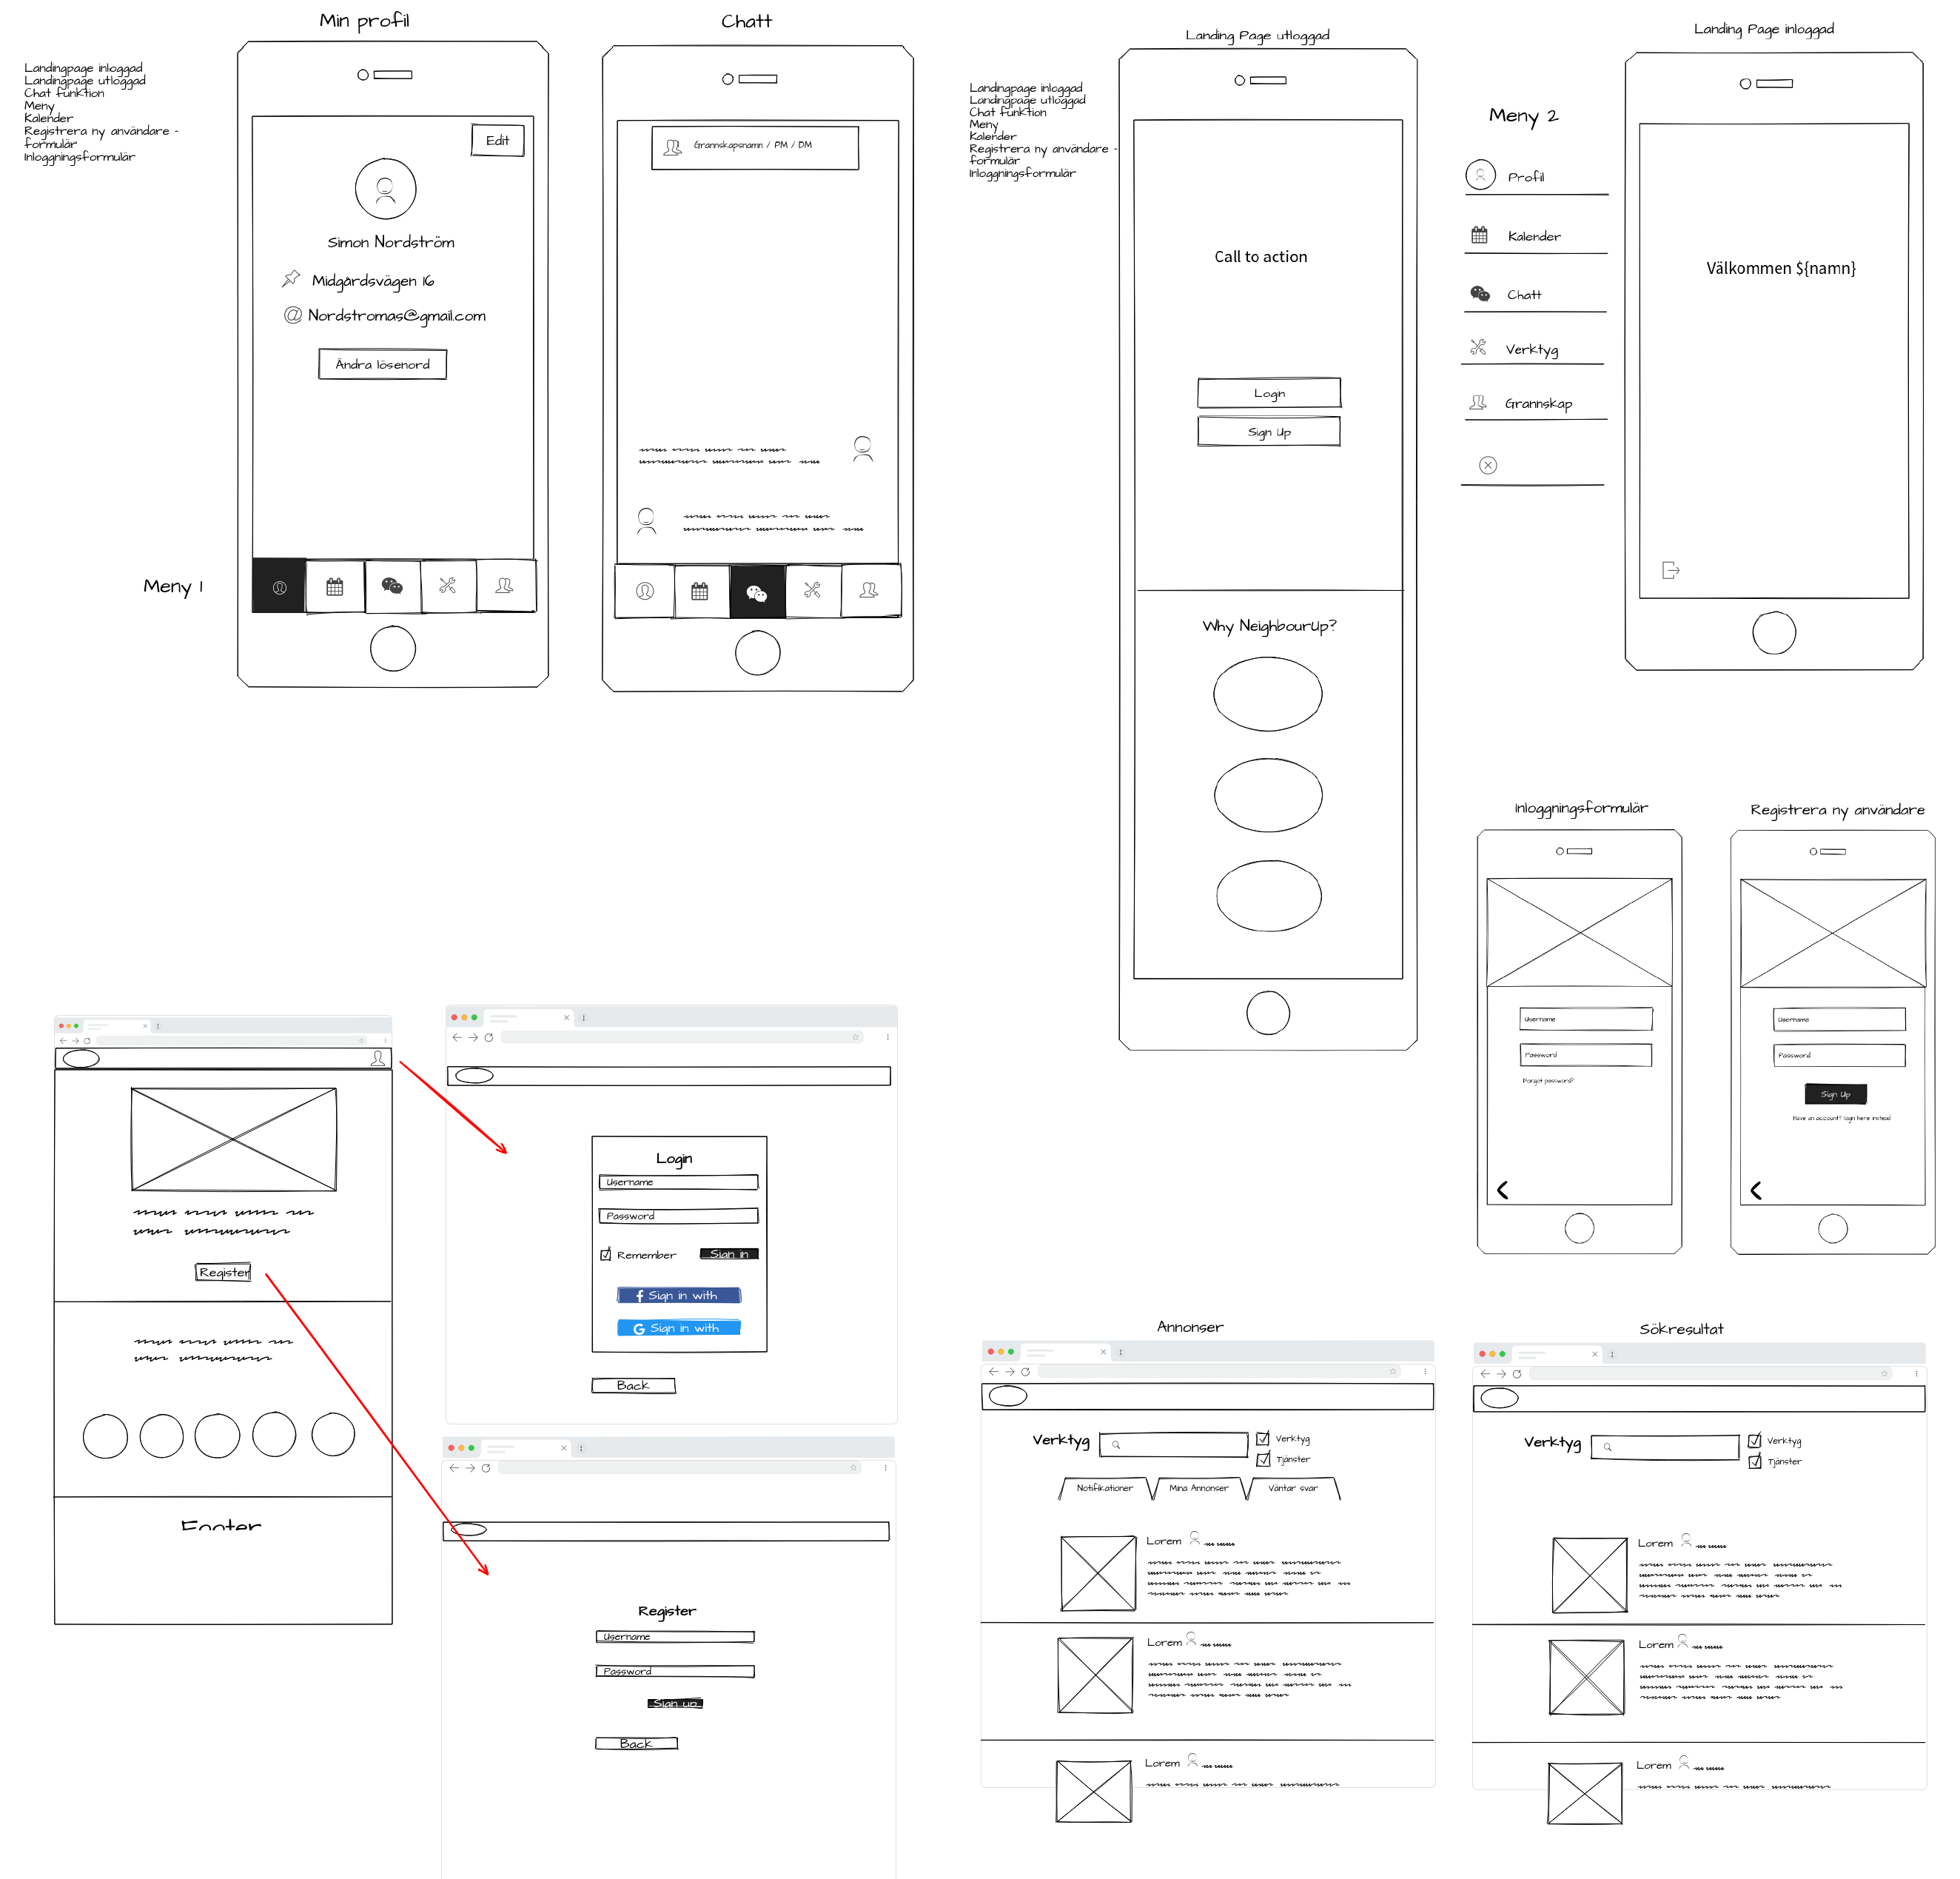 Min profil
Landingpage inloggad
Landingpage utloggad
Chat funktion
Meny
Kalender
Registrera ny användare -
formulär
Inloggningsformulär
Edit
Simon Nordström
Midgårdsvägen 16
@ Nordstromas@gmail.com
Ändra lösenord
Meny 1
Chatt
Grannskapsnamn / PM / DM
Landingpage inloggad
Landingpage utloggad
Chat funktion
Meny
Kalender
Registrera ny användare -
formulär
Inloggningsformulär
Landing Page utloggad
Call to action
Login
Sign Up
Why NeighbourUp?
Meny 2
Profil
Kalender
Chatt
Verktyg
Grannskap
Landing Page inloggad
Välkommen ${namn}
Inloggningsformulär
Username
Password
Forgot password?
Registrera ny användare
Username
Password
Sign Up
Have an account? login here instead
Register
Footer
Login
Username
Password
Remember
Sign in
f Sign in with
G Sign in with
Back
Register
Username
Password
Sign up
Back
Annonser
Verktyg
Verktyg
Tjänster
Notifikationer
Mina Annonser
Väntar svar
Lorem
Lorem
Lorem
Sökresultat
Verktyg
Verktyg
Tjänster
Lorem
Lorem
Lorem